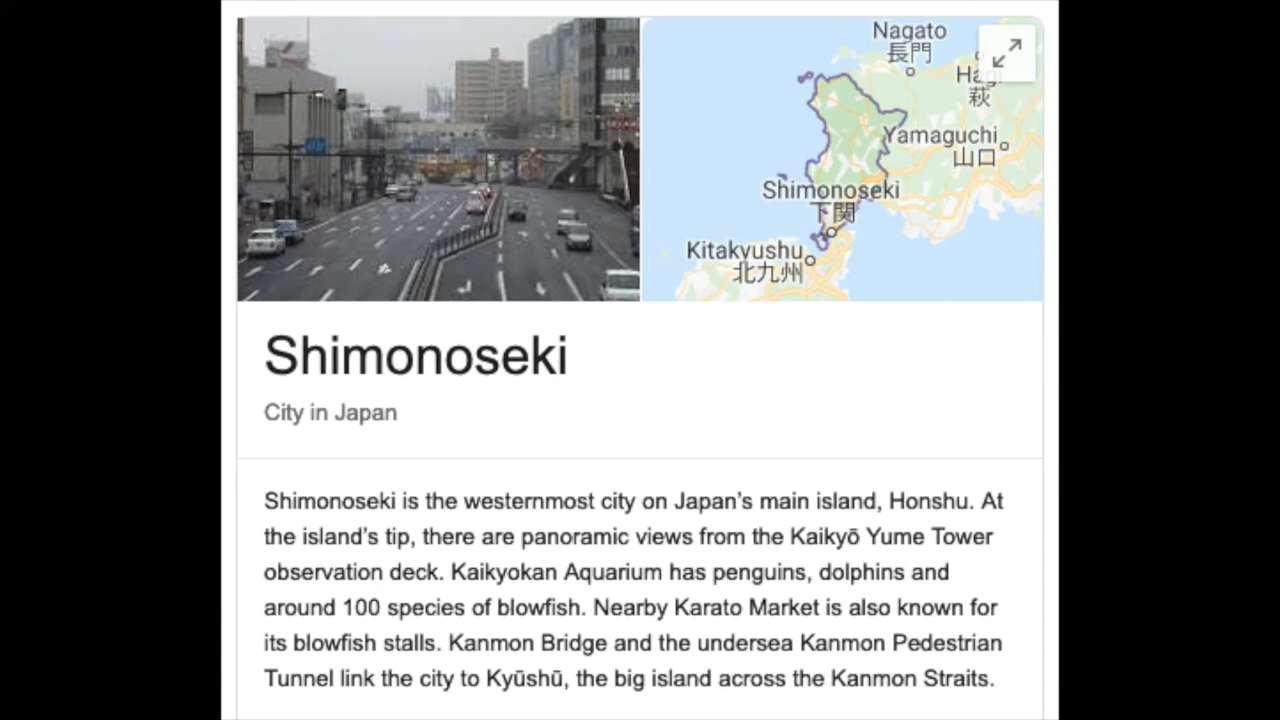 Nagato
長門
Hagi
萩
Yamaguchi
山口
Shimonoseki
下関
Kitakyushu
北九州
Shimonoseki
City in Japan
Shimonoseki is the westernmost city on Japan’s main island, Honshu. At
the island’s tip, there are panoramic views from the Kaikyō Yume Tower
observation deck. Kaikyokan Aquarium has penguins, dolphins and
around 100 species of blowfish. Nearby Karato Market is also known for
its blowfish stalls. Kanmon Bridge and the undersea Kanmon Pedestrian
Tunnel link the city to Kyūshū, the big island across the Kanmon Straits.